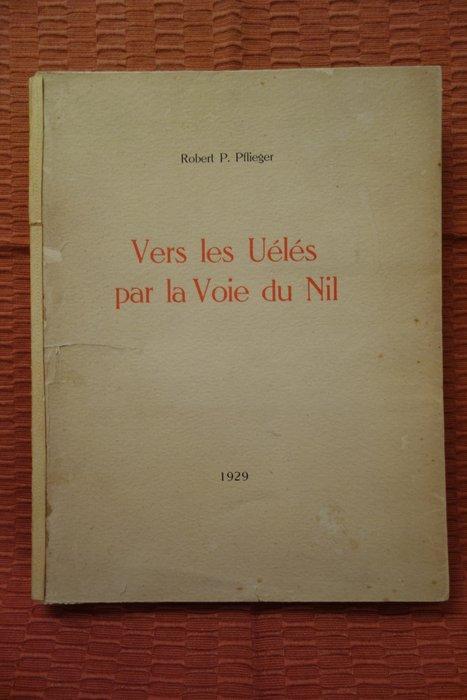 Robert P. Pflieger
Vers les Uélés
par la Voie du Nil
1929